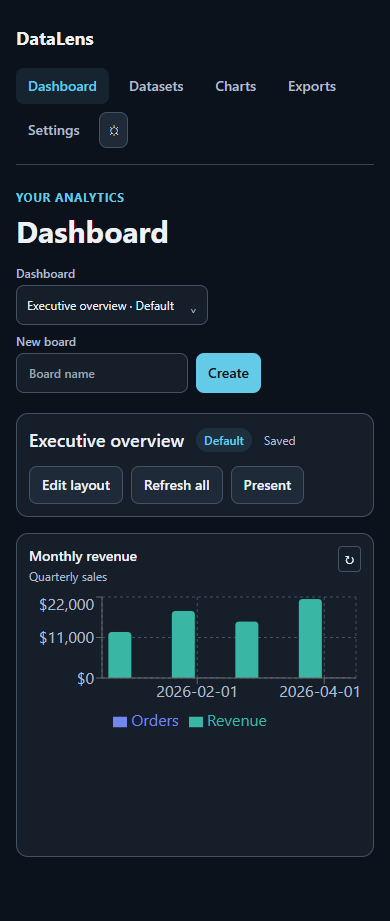 DataLens
Dashboard Datasets Charts Exports
Settings
YOUR ANALYTICS
Dashboard
Dashboard
Executive overview · Default
New board
Board name Create
Executive overview Default Saved
Edit layout Refresh all Present
Monthly revenue
Quarterly sales
$22,000
$11,000
$0
2026-02-01 2026-04-01
Orders Revenue